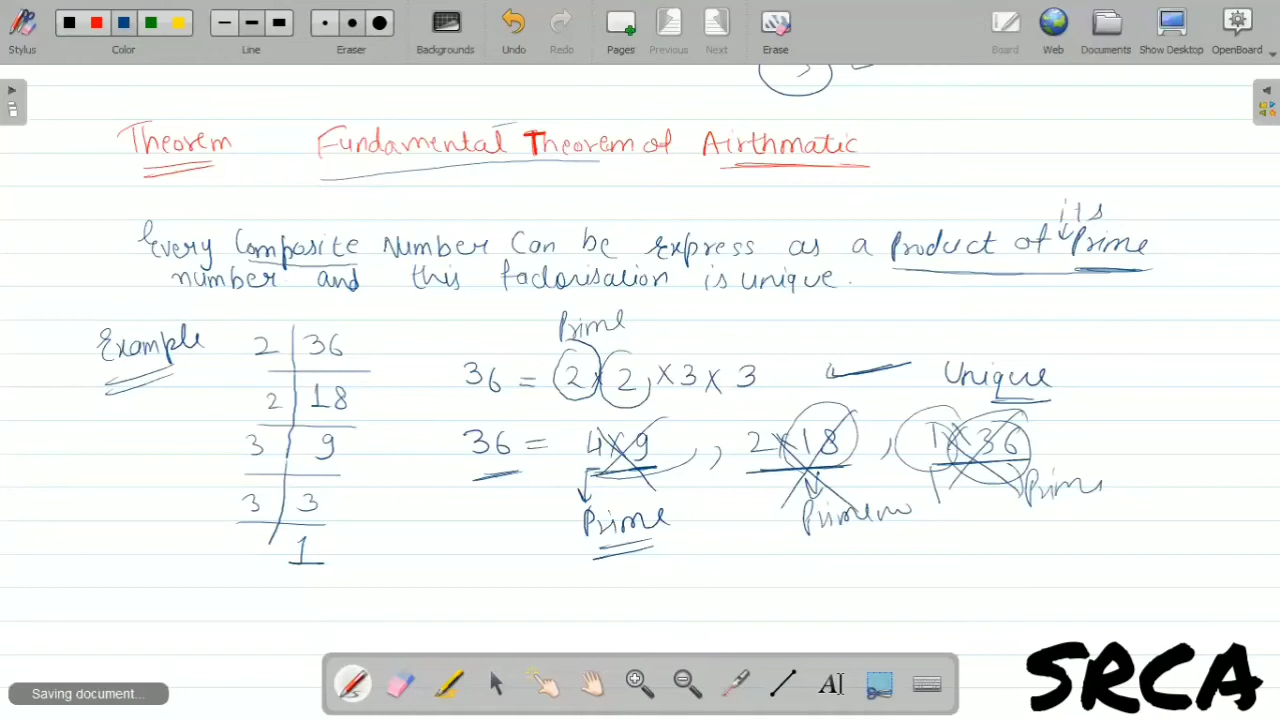 Stylus Color Line Eraser Backgrounds Undo Redo Pages Previous Next Erase Board Web Documents Show Desktop OpenBoard
Theorem Fundamental Theorem of Airthmatic
its
Every Composite Number Can be express as a product of Prime
number and this factorisation is unique.
Example
2 36
2 18
3 9
3 3
1
Prime
36 = 2 × 2 × 3 × 3 Unique
36 = 4×9 , 2×18 , 1×36
Prime Prime no Prime
Saving document...
SRCA